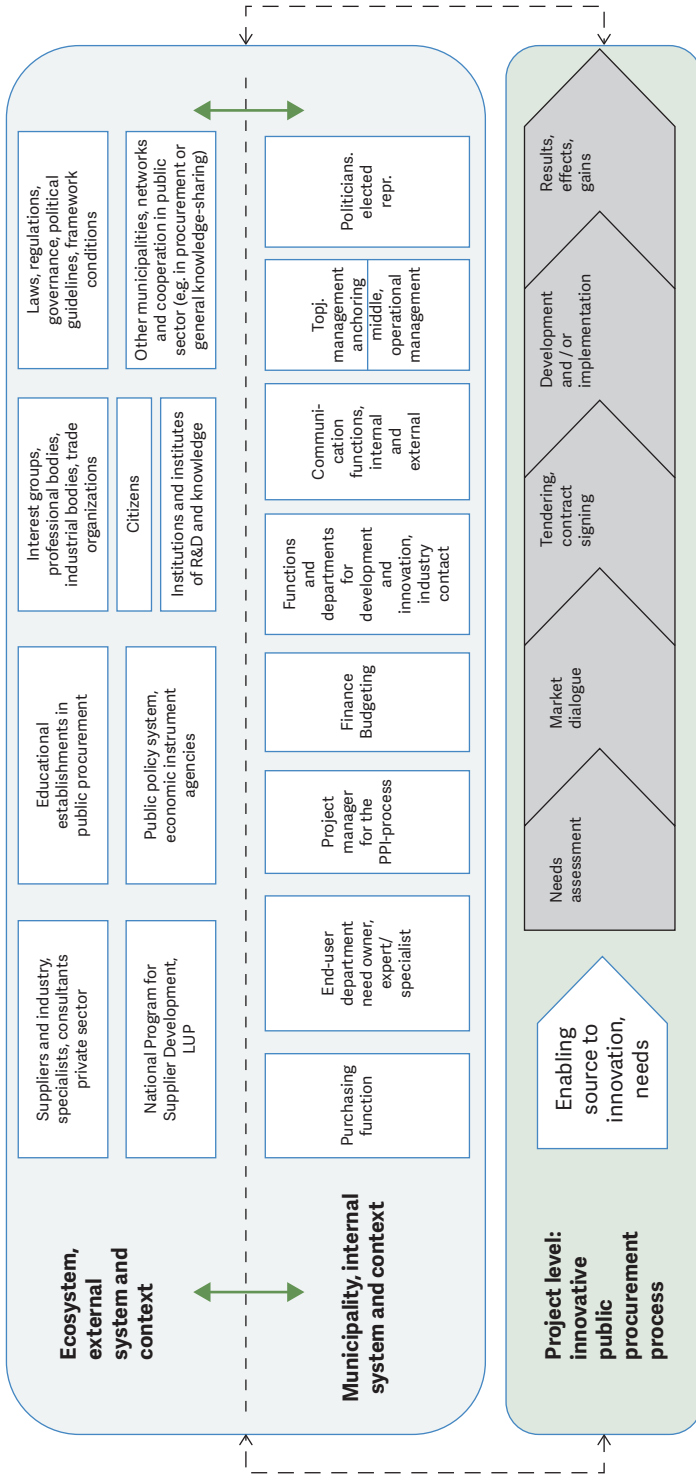 Ecosystem,
external
system and
context
Suppliers and industry,
specialists, consultants
private sector
Educational
establishments in
public procurement
Interest groups,
professional bodies,
industrial bodies, trade
organizations
Laws, regulations,
governance, political
guidelines, framework
conditions
National Program for
Supplier Development,
LUP
Public policy system,
economic instrument
agencies
Citizens
Institutions and institutes
of R&D and knowledge
Other municipalities, networks
and cooperation in public
sector (e.g. in procurement or
general knowledge-sharing)
Municipality, internal
system and context
Purchasing
function
End-user
department
need owner,
expert/
specialist
Project
manager
for the
PPI-process
Finance
Budgeting
Functions
and
departments
for
development
and
innovation,
industry
contact
Communi-
cation
functions,
internal
and
external
Topj.
management
anchoring
middle,
operational
management
Politicians.
elected
repr.
Project level:
innovative
public
procurement
process
Enabling
source to
innovation,
needs
Needs
assessment
Market
dialogue
Tendering,
contract
signing
Development
and / or
implementation
Results,
effects,
gains